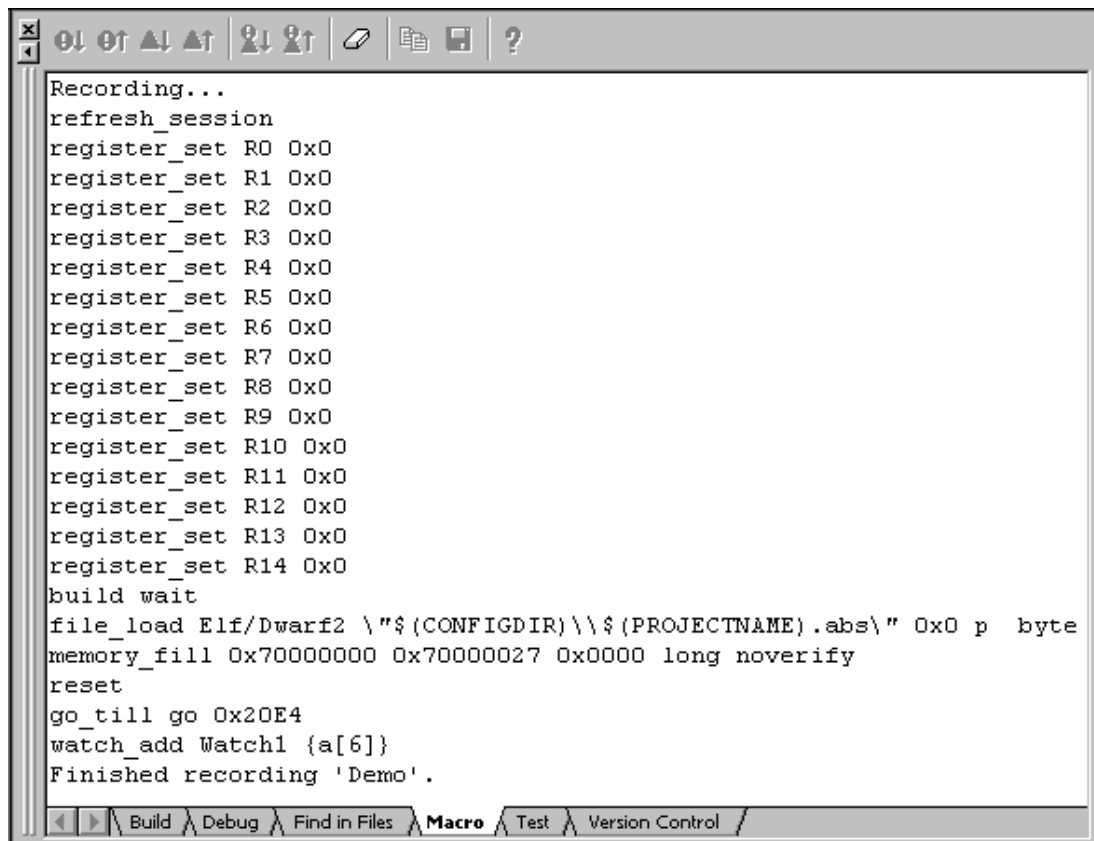 Recording...
refresh_session
register_set R0 0x0
register_set R1 0x0
register_set R2 0x0
register_set R3 0x0
register_set R4 0x0
register_set R5 0x0
register_set R6 0x0
register_set R7 0x0
register_set R8 0x0
register_set R9 0x0
register_set R10 0x0
register_set R11 0x0
register_set R12 0x0
register_set R13 0x0
register_set R14 0x0
build wait
file_load Elf/Dwarf2 \"$(CONFIGDIR)\\$(PROJECTNAME).abs\" 0x0 p  byte
memory_fill 0x70000000 0x70000027 0x0000 long noverify
reset
go_till go 0x20E4
watch_add Watch1 {a[6]}
Finished recording 'Demo'.
Build Debug Find in Files Macro Test Version Control